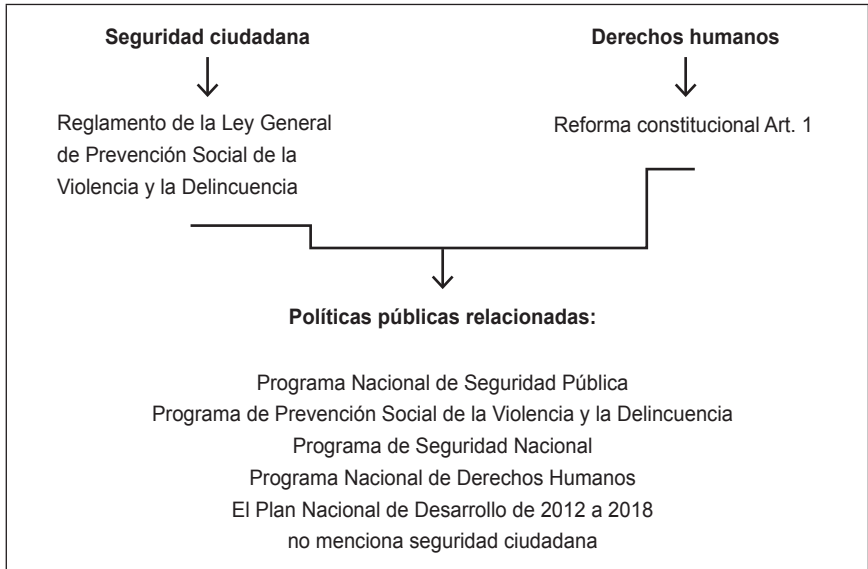 Seguridad ciudadana
Derechos humanos
Reglamento de la Ley General
de Prevención Social de la
Violencia y la Delincuencia
Reforma constitucional Art. 1
Políticas públicas relacionadas:
Programa Nacional de Seguridad Pública
Programa de Prevención Social de la Violencia y la Delincuencia
Programa de Seguridad Nacional
Programa Nacional de Derechos Humanos
El Plan Nacional de Desarrollo de 2012 a 2018
no menciona seguridad ciudadana